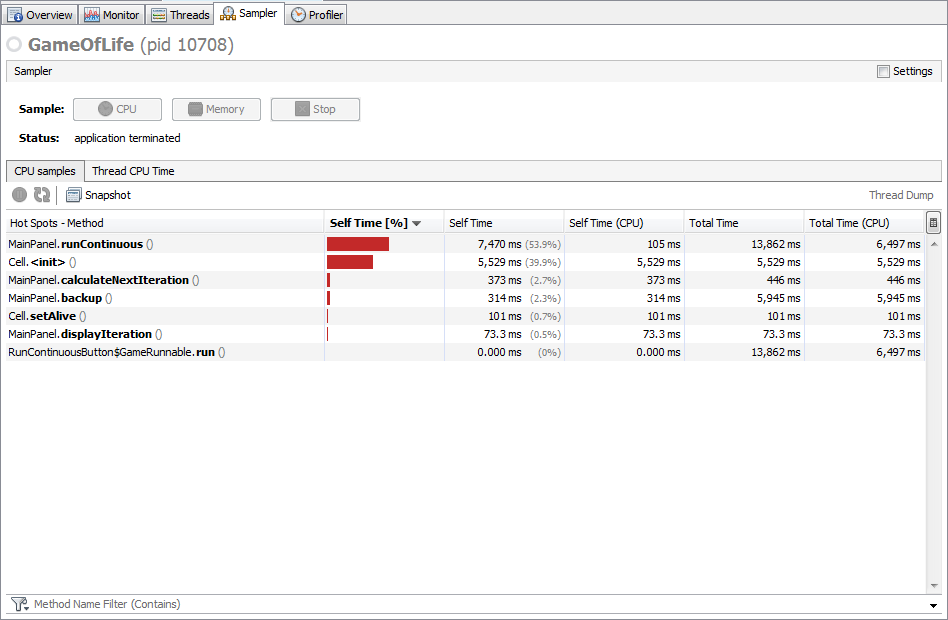 Overview Monitor Threads Sampler Profiler
GameOfLife (pid 10708)
Sampler Settings
Sample: CPU Memory Stop
Status: application terminated
CPU samples Thread CPU Time
Snapshot Thread Dump
Hot Spots - Method Self Time [%] Self Time Self Time (CPU) Total Time Total Time (CPU)
MainPanel.runContinuous () 7,470 ms (53.9%) 105 ms 13,862 ms 6,497 ms
Cell.<init> () 5,529 ms (39.9%) 5,529 ms 5,529 ms 5,529 ms
MainPanel.calculateNextIteration () 373 ms (2.7%) 373 ms 446 ms 446 ms
MainPanel.backup () 314 ms (2.3%) 314 ms 5,945 ms 5,945 ms
Cell.setAlive () 101 ms (0.7%) 101 ms 101 ms 101 ms
MainPanel.displayIteration () 73.3 ms (0.5%) 73.3 ms 73.3 ms 73.3 ms
RunContinuousButton$GameRunnable.run () 0.000 ms (0%) 0.000 ms 13,862 ms 6,497 ms
Method Name Filter (Contains)